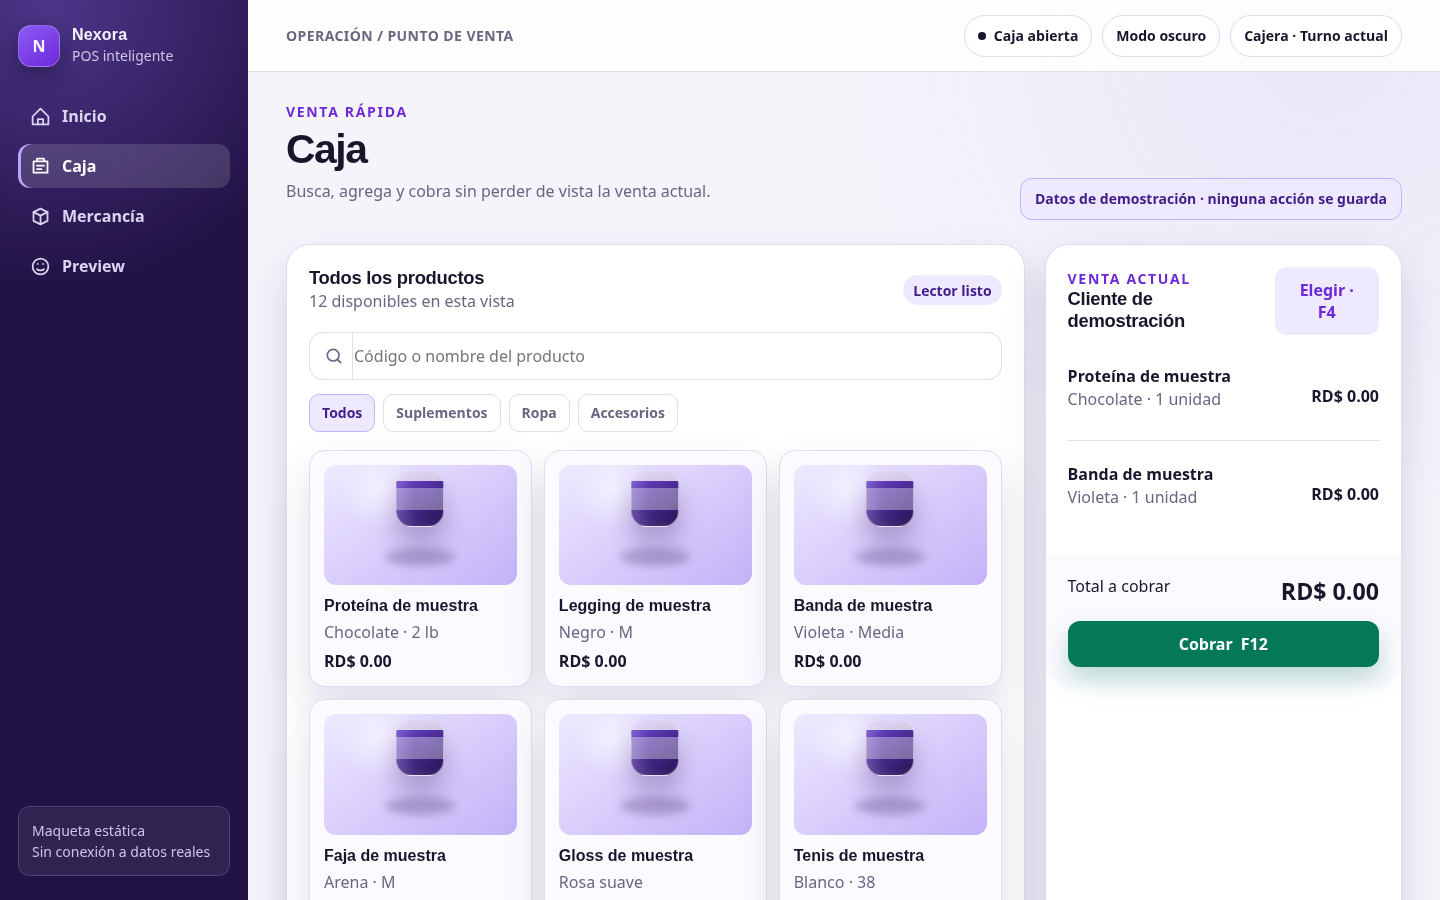 N
Nexora
POS inteligente
Inicio
Caja
Mercancía
Preview
Maqueta estática
Sin conexión a datos reales
OPERACIÓN / PUNTO DE VENTA
Caja abierta
Modo oscuro
Cajera · Turno actual
VENTA RÁPIDA
Caja
Busca, agrega y cobra sin perder de vista la venta actual.
Datos de demostración · ninguna acción se guarda
Todos los productos
12 disponibles en esta vista
Lector listo
Código o nombre del producto
Todos
Suplementos
Ropa
Accesorios
Proteína de muestra
Chocolate · 2 lb
RD$ 0.00
Legging de muestra
Negro · M
RD$ 0.00
Banda de muestra
Violeta · Media
RD$ 0.00
Faja de muestra
Arena · M
Gloss de muestra
Rosa suave
Tenis de muestra
Blanco · 38
VENTA ACTUAL
Cliente de
demostración
Elegir ·
F4
Proteína de muestra
Chocolate · 1 unidad
RD$ 0.00
Banda de muestra
Violeta · 1 unidad
RD$ 0.00
Total a cobrar
RD$ 0.00
Cobrar F12